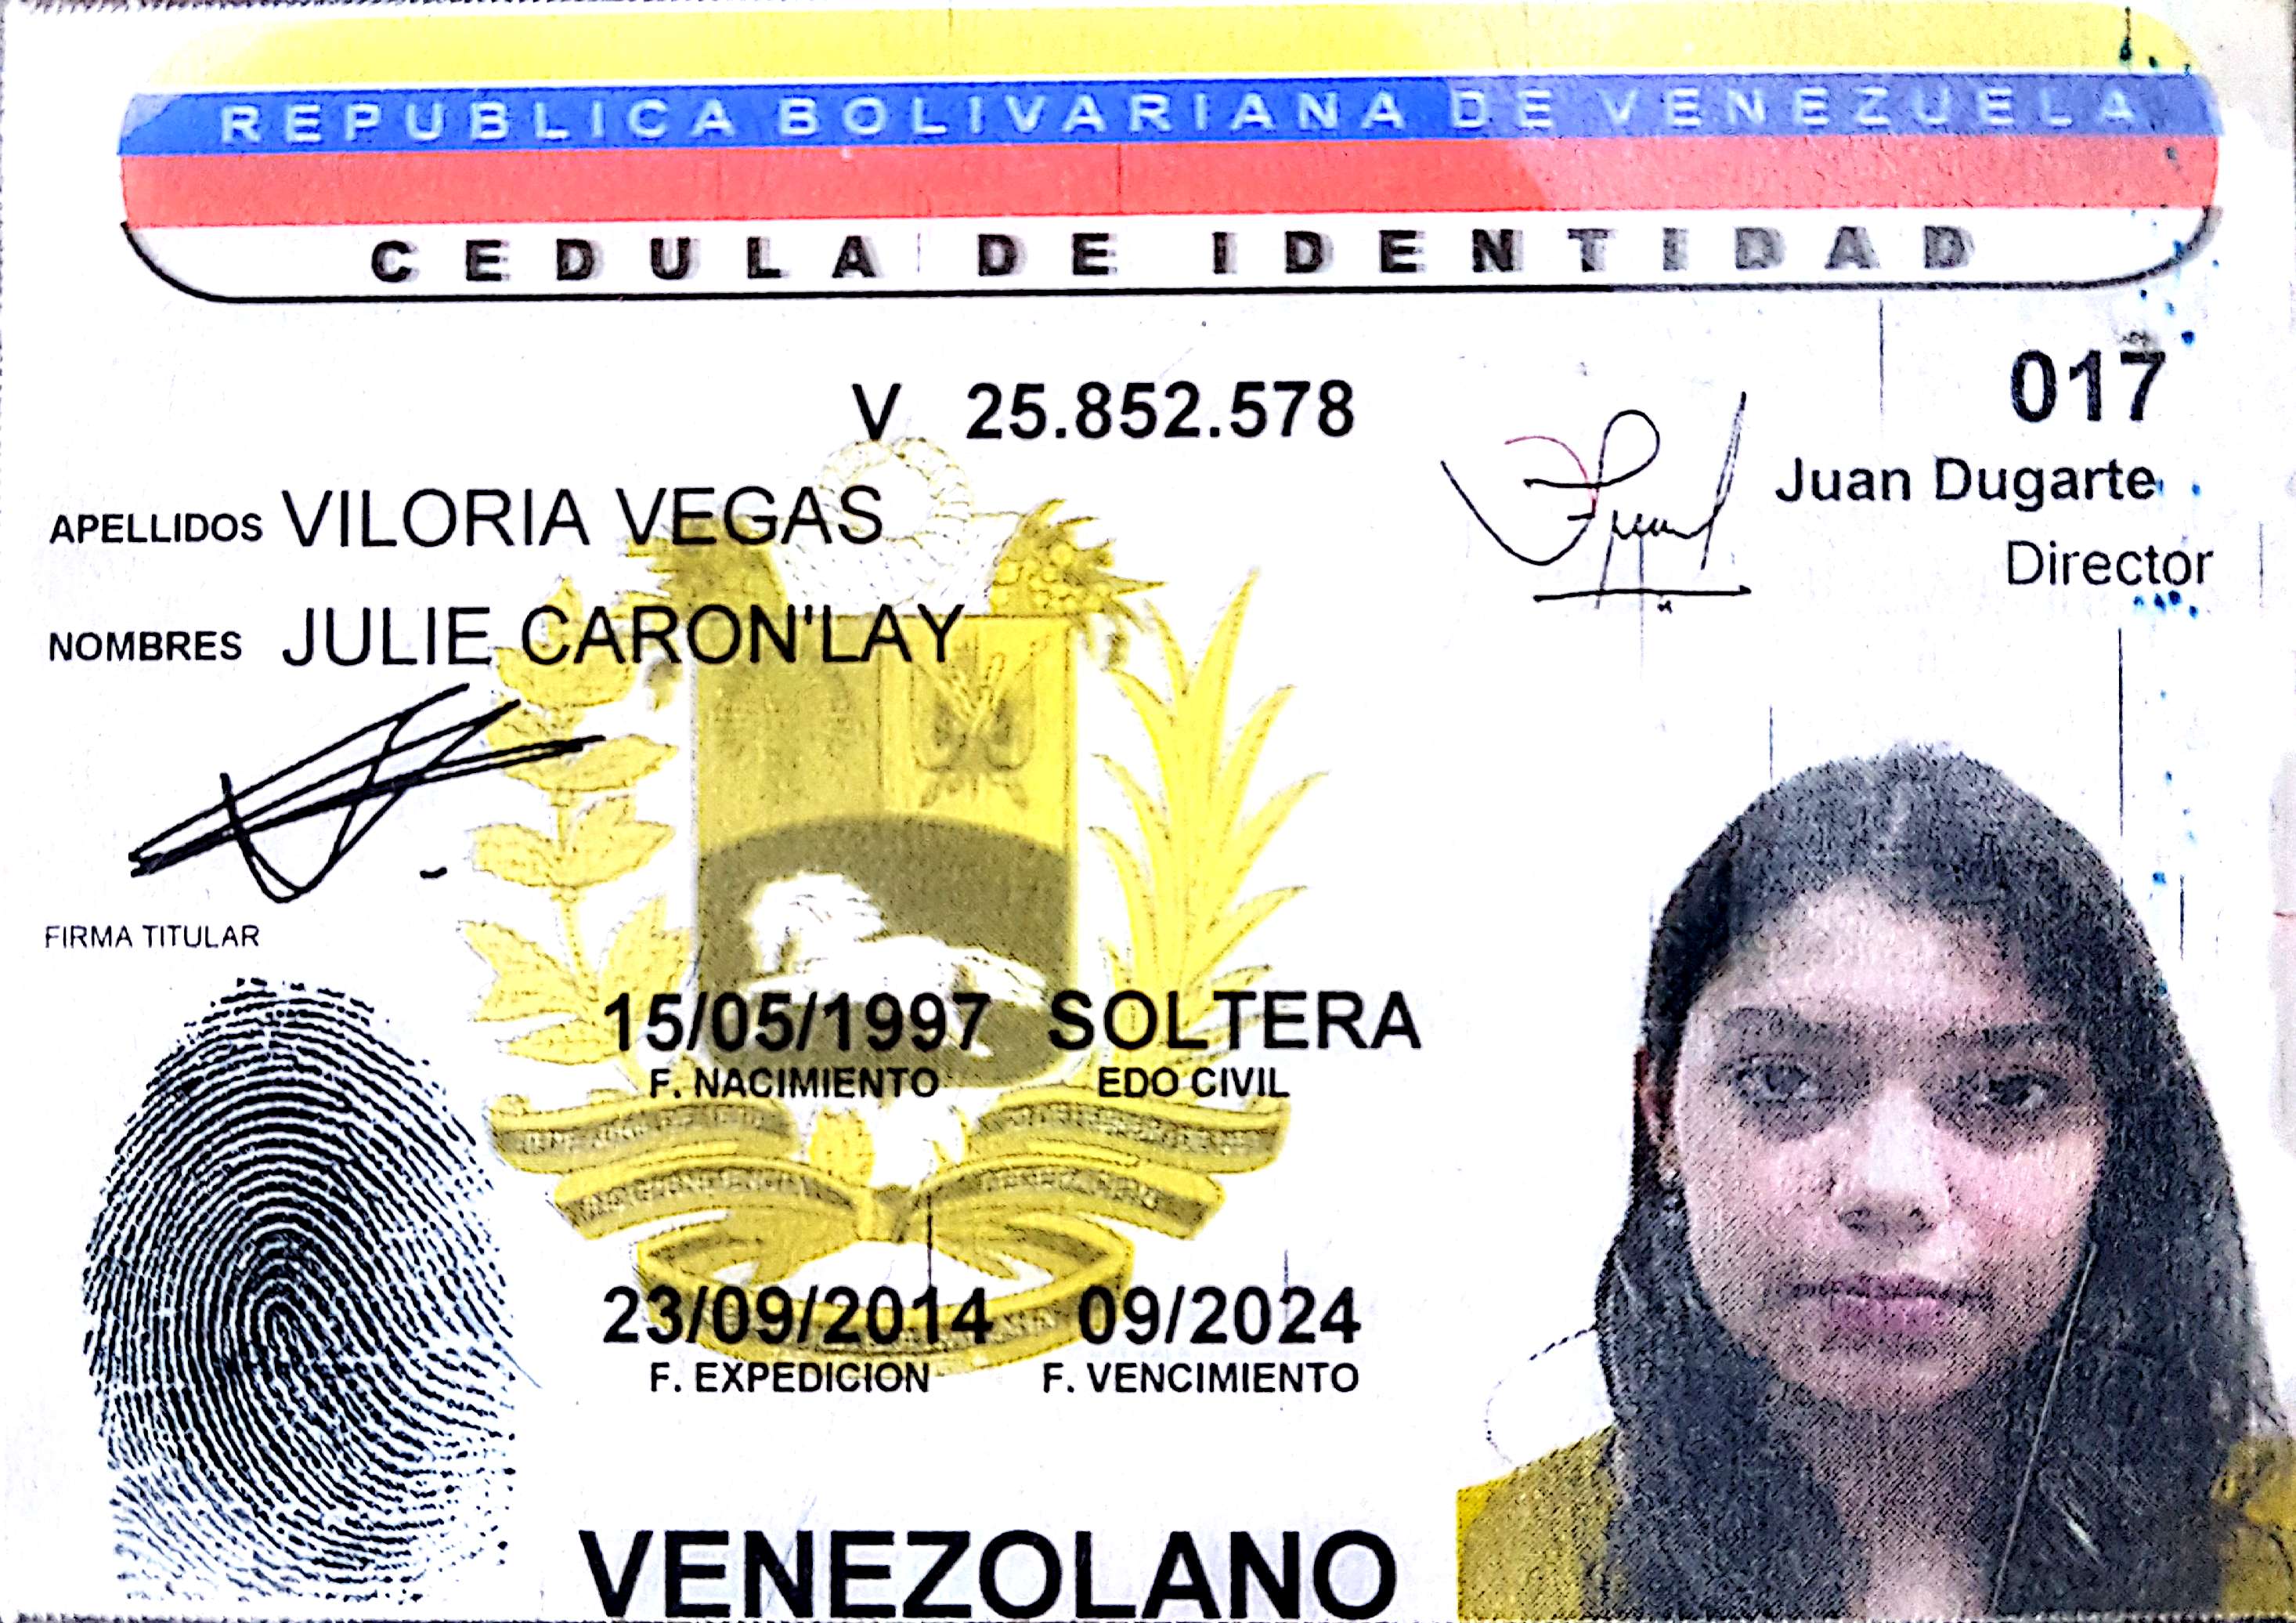 REPUBLICA BOLIVARIANA DE VENEZUELA
CEDULA DE IDENTIDAD
V 25.852.578
017
Juan Dugarte
Director
APELLIDOS VILORIA VEGAS
NOMBRES JULIE CARON'LAY
FIRMA TITULAR
15/05/1997 SOLTERA
F. NACIMIENTO EDO CIVIL
23/09/2014 09/2024
F. EXPEDICION F. VENCIMIENTO
VENEZOLANO